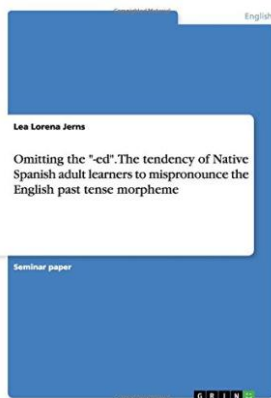 English
Lea Lorena Jerns
Omitting the "-ed". The tendency of Native
Spanish adult learners to mispronounce the
English past tense morpheme
Seminar paper
G R I N